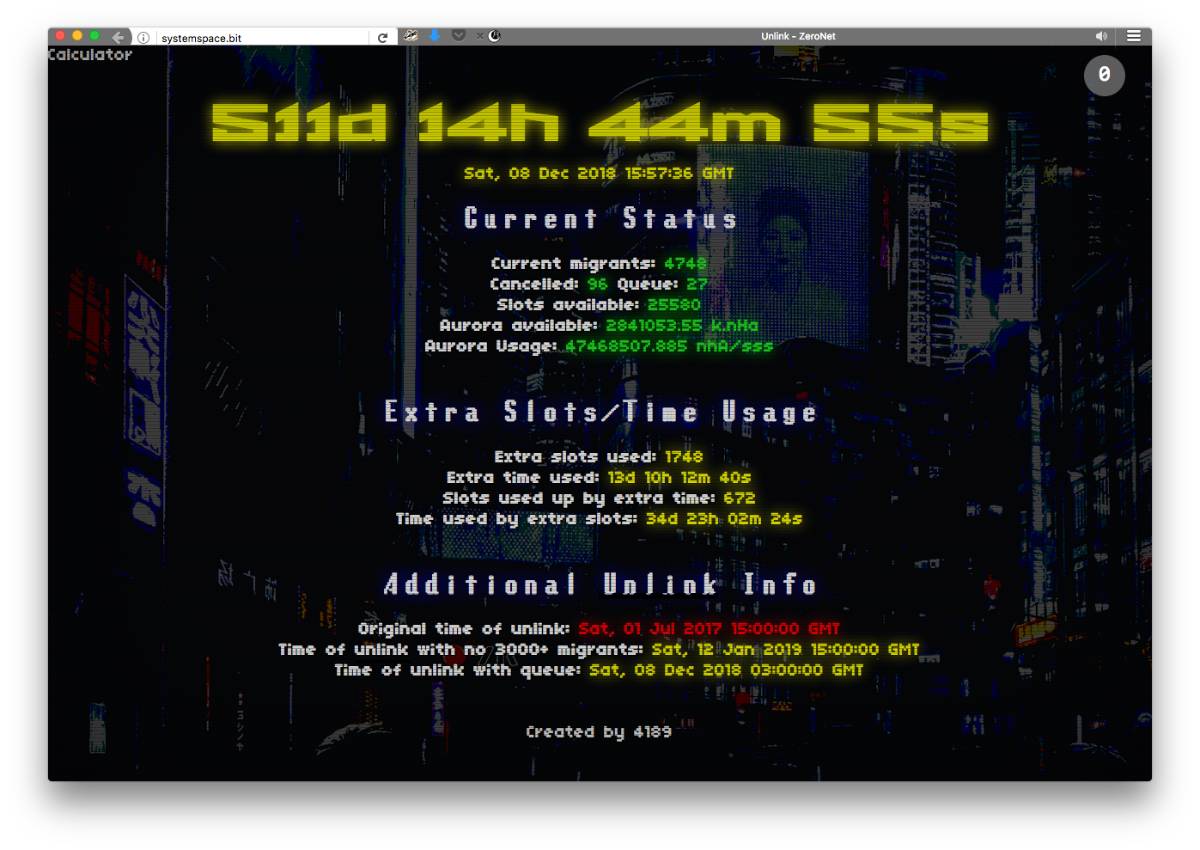 systemspace.bit
Unlink - ZeroNet
Calculator
0
511d 14h 44m 55s
Sat, 08 Dec 2018 15:57:36 GMT
Current Status
Current migrants: 4748
Cancelled: 96 Queue: 27
Slots available: 25580
Aurora available: 2841053.55 k.nHa
Aurora Usage: 47468507.885 nhA/sss
Extra Slots/Time Usage
Extra slots used: 1748
Extra time used: 13d 10h 12m 40s
Slots used up by extra time: 672
Time used by extra slots: 34d 23h 02m 24s
Additional Unlink Info
Original time of unlink: Sat, 01 Jul 2017 15:00:00 GMT
Time of unlink with no 3000+ migrants: Sat, 12 Jan 2019 15:00:00 GMT
Time of unlink with queue: Sat, 08 Dec 2018 03:00:00 GMT
Created by 4189